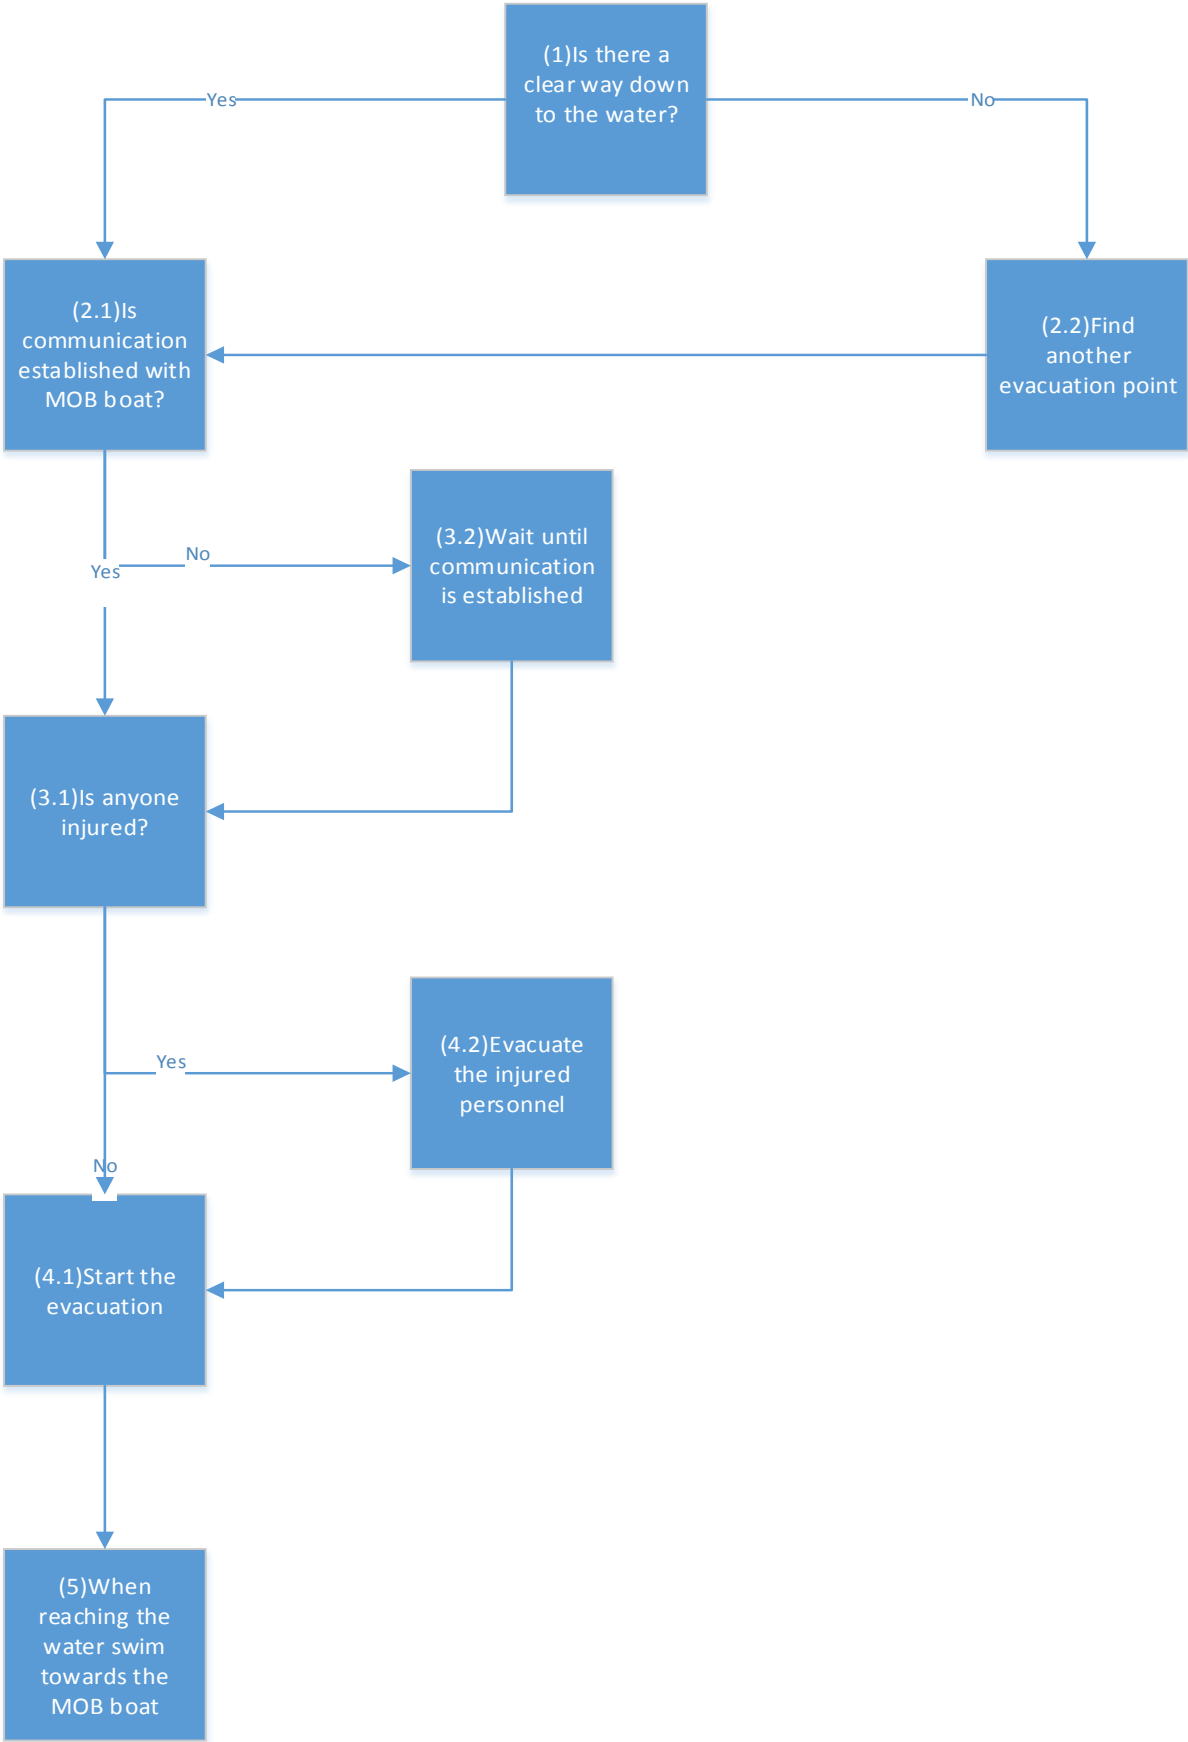 (1)Is there a
clear way down
to the water?
Yes
No
(2.1)Is
communication
established with
MOB boat?
(2.2)Find
another
evacuation point
(3.2)Wait until
communication
is established
No
Yes
(3.1)Is anyone
injured?
(4.2)Evacuate
the injured
personnel
Yes
No
(4.1)Start the
evacuation
(5)When
reaching the
water swim
towards the
MOB boat